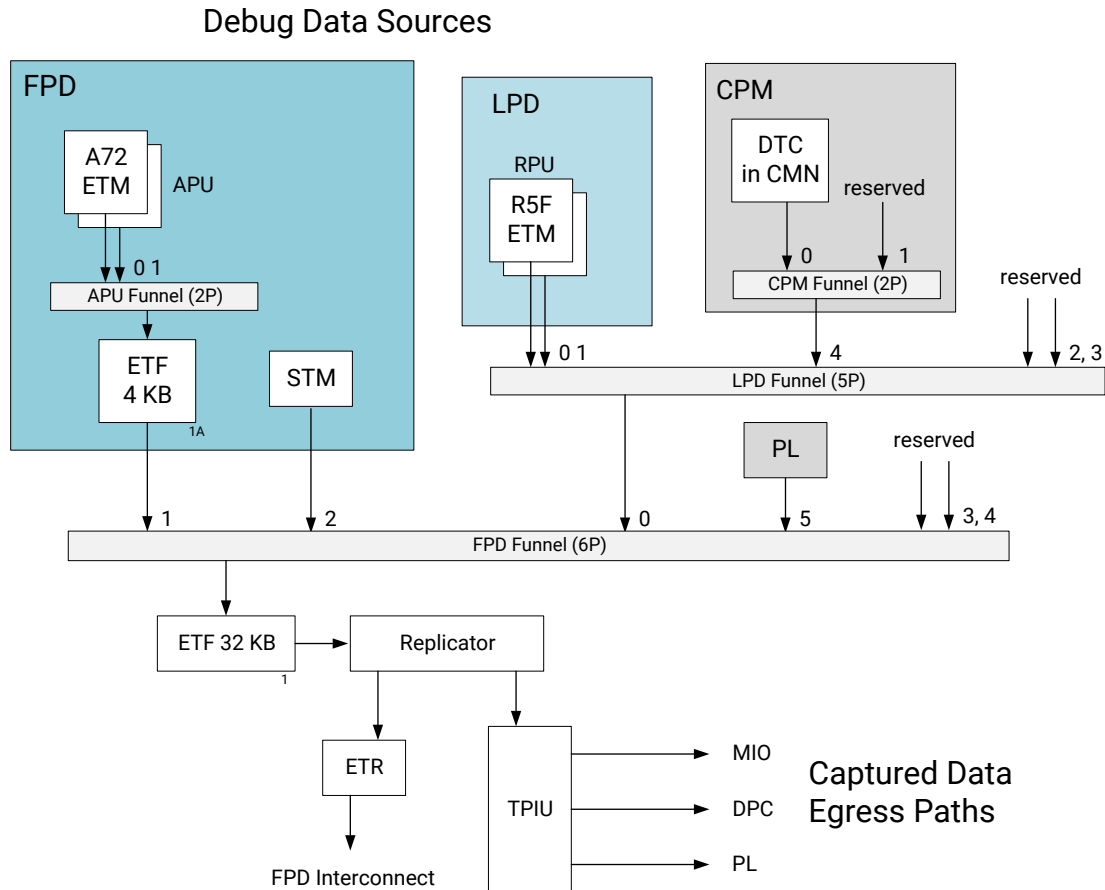 Debug Data Sources
FPD
A72
ETM
APU
0 1
APU Funnel (2P)
ETF
4 KB
1A
STM
LPD
RPU
R5F
ETM
0 1
CPM
DTC
in CMN
reserved
0
1
CPM Funnel (2P)
4
reserved
2, 3
LPD Funnel (5P)
PL
reserved
1
2
0
5
3, 4
FPD Funnel (6P)
ETF 32 KB
1
Replicator
ETR
FPD Interconnect
TPIU
MIO
DPC
PL
Captured Data
Egress Paths